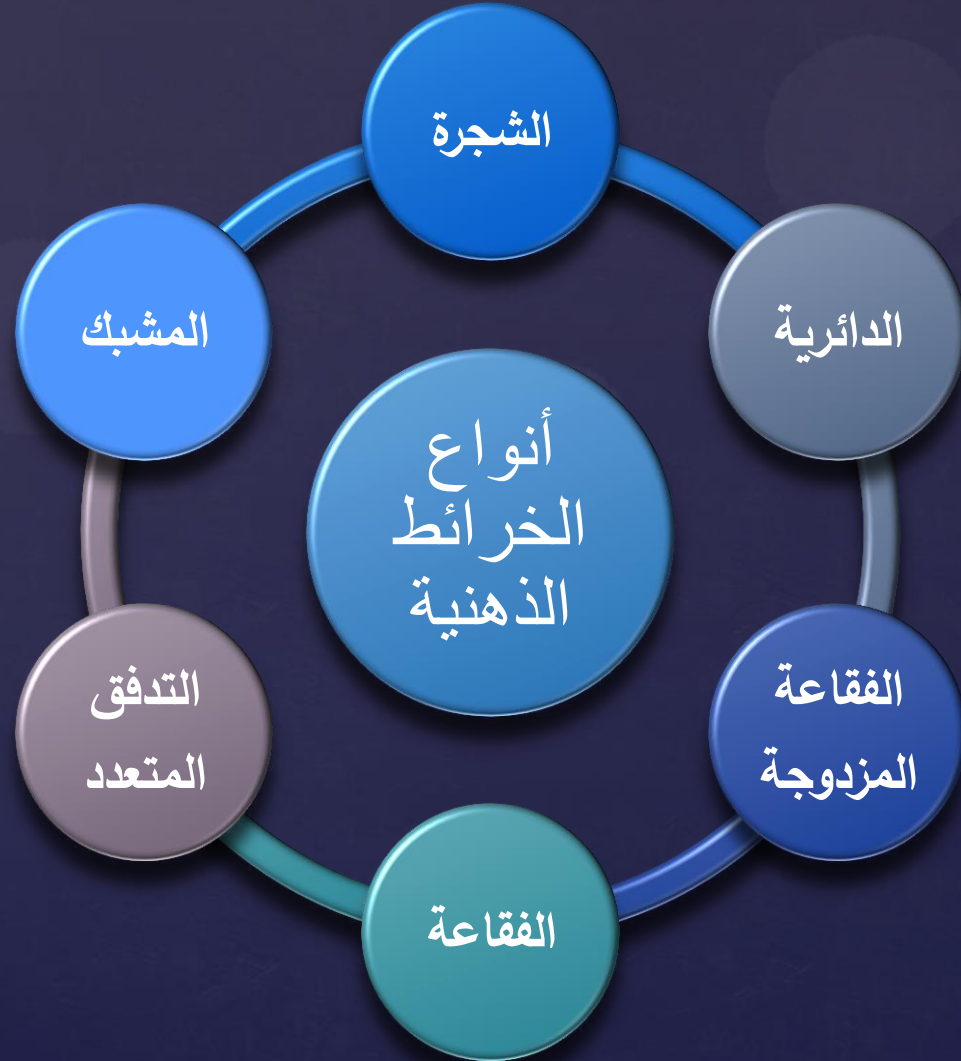 الشجرة
الدائرية
المشبك
أنواع
الخرائط
الذهنية
الفقاعة
المزدوجة
التدفق
المتعدد
الفقاعة